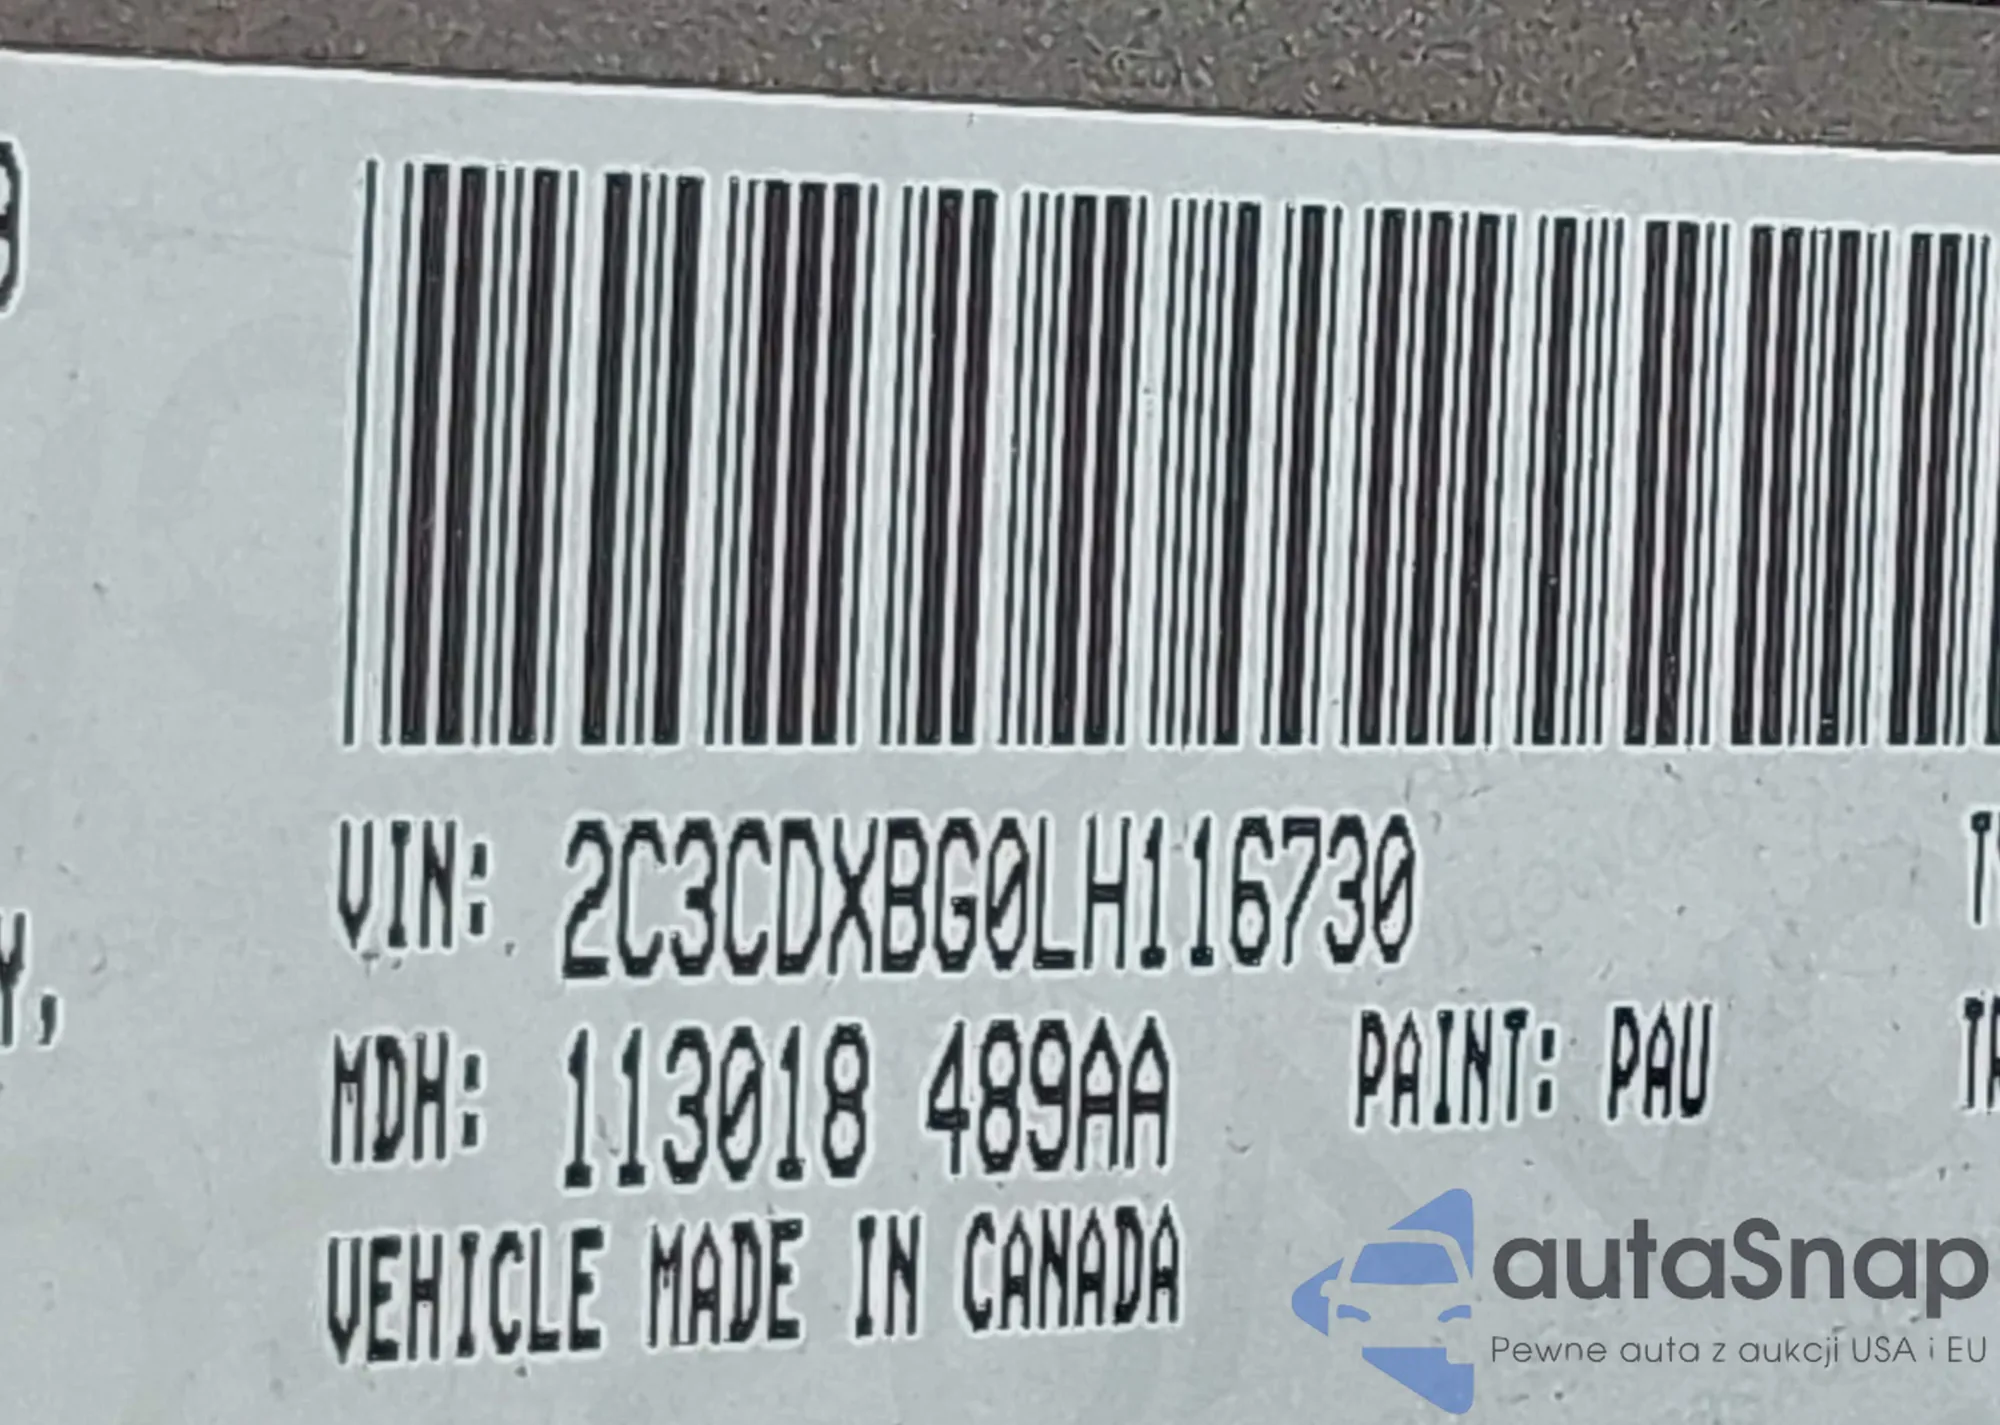 VIN: 2C3CDXBG0LH116730
MDH: 113018 489AA PAINT: PAU
VEHICLE MADE IN CANADA
autaSnap
Pewne auta z aukcji USA i EU